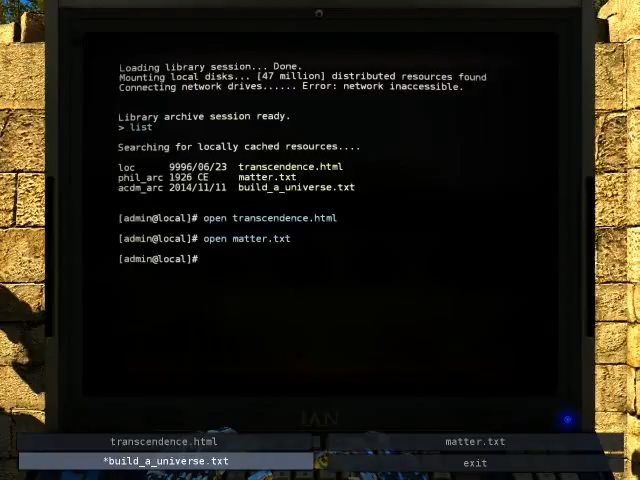 Loading library session... Done.
Mounting local disks... [47 million] distributed resources found
Connecting network drives...... Error: network inaccessible.
Library archive session ready.
> list
Searching for locally cached resources....
loc 9996/06/23 transcendence.html
phil_arc 1926 CE matter.txt
acdm_arc 2014/11/11 build_a_universe.txt
[admin@local]# open transcendence.html
[admin@local]# open matter.txt
[admin@local]#
IAN
transcendence.html
matter.txt
*build_a_universe.txt
exit